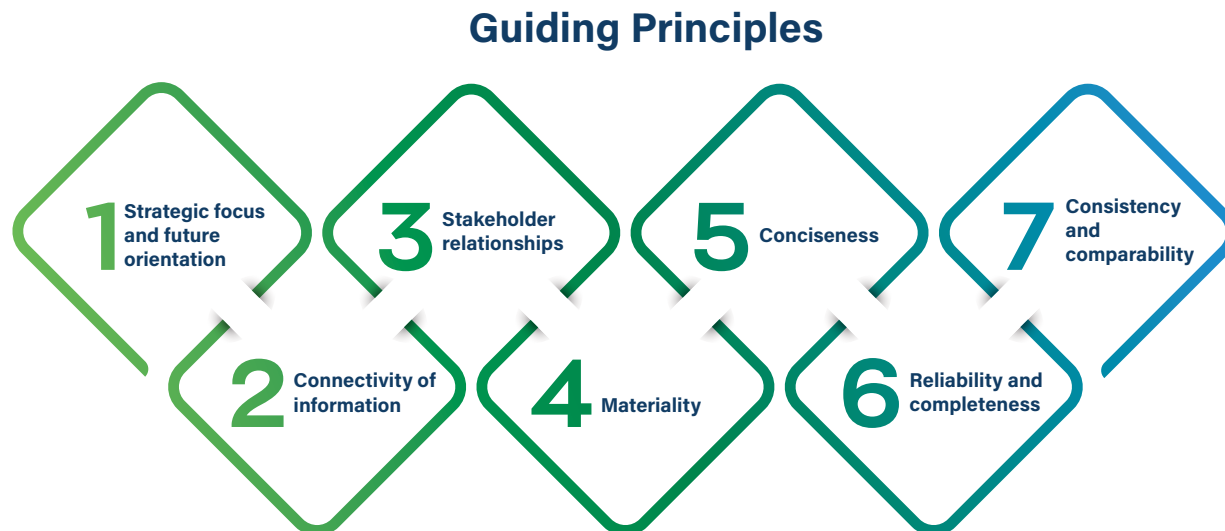 Guiding Principles
1
Strategic focus
and future
orientation
2
Connectivity of
information
3
Stakeholder
relationships
4
Materiality
5
Conciseness
6
Reliability and
completeness
7
Consistency
and
comparability